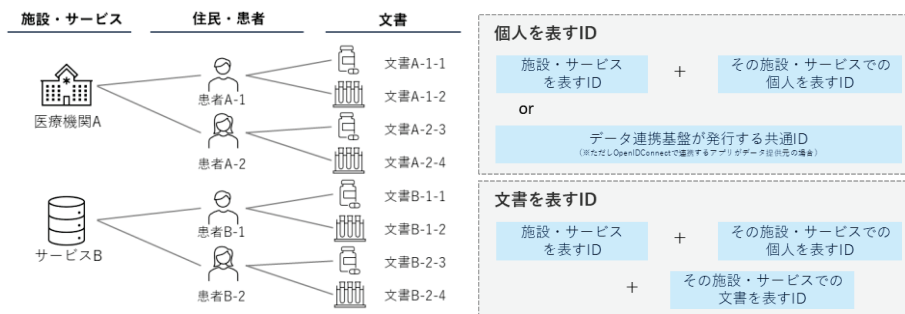 施設・サービス
住民・患者
文書
医療機関A
患者A-1
文書A-1-1
文書A-1-2
患者A-2
文書A-2-3
文書A-2-4
サービスB
患者B-1
文書B-1-1
文書B-1-2
患者B-2
文書B-2-3
文書B-2-4
個人を表すID
施設・サービス
を表すID
+
その施設・サービスでの
個人を表すID
or
データ連携基盤が発行する共通ID
(※ただしOpenIDConnectで連携するアプリがデータ提供元の場合)
文書を表すID
施設・サービス
を表すID
+
その施設・サービスでの
個人を表すID
+
その施設・サービスでの
文書を表すID